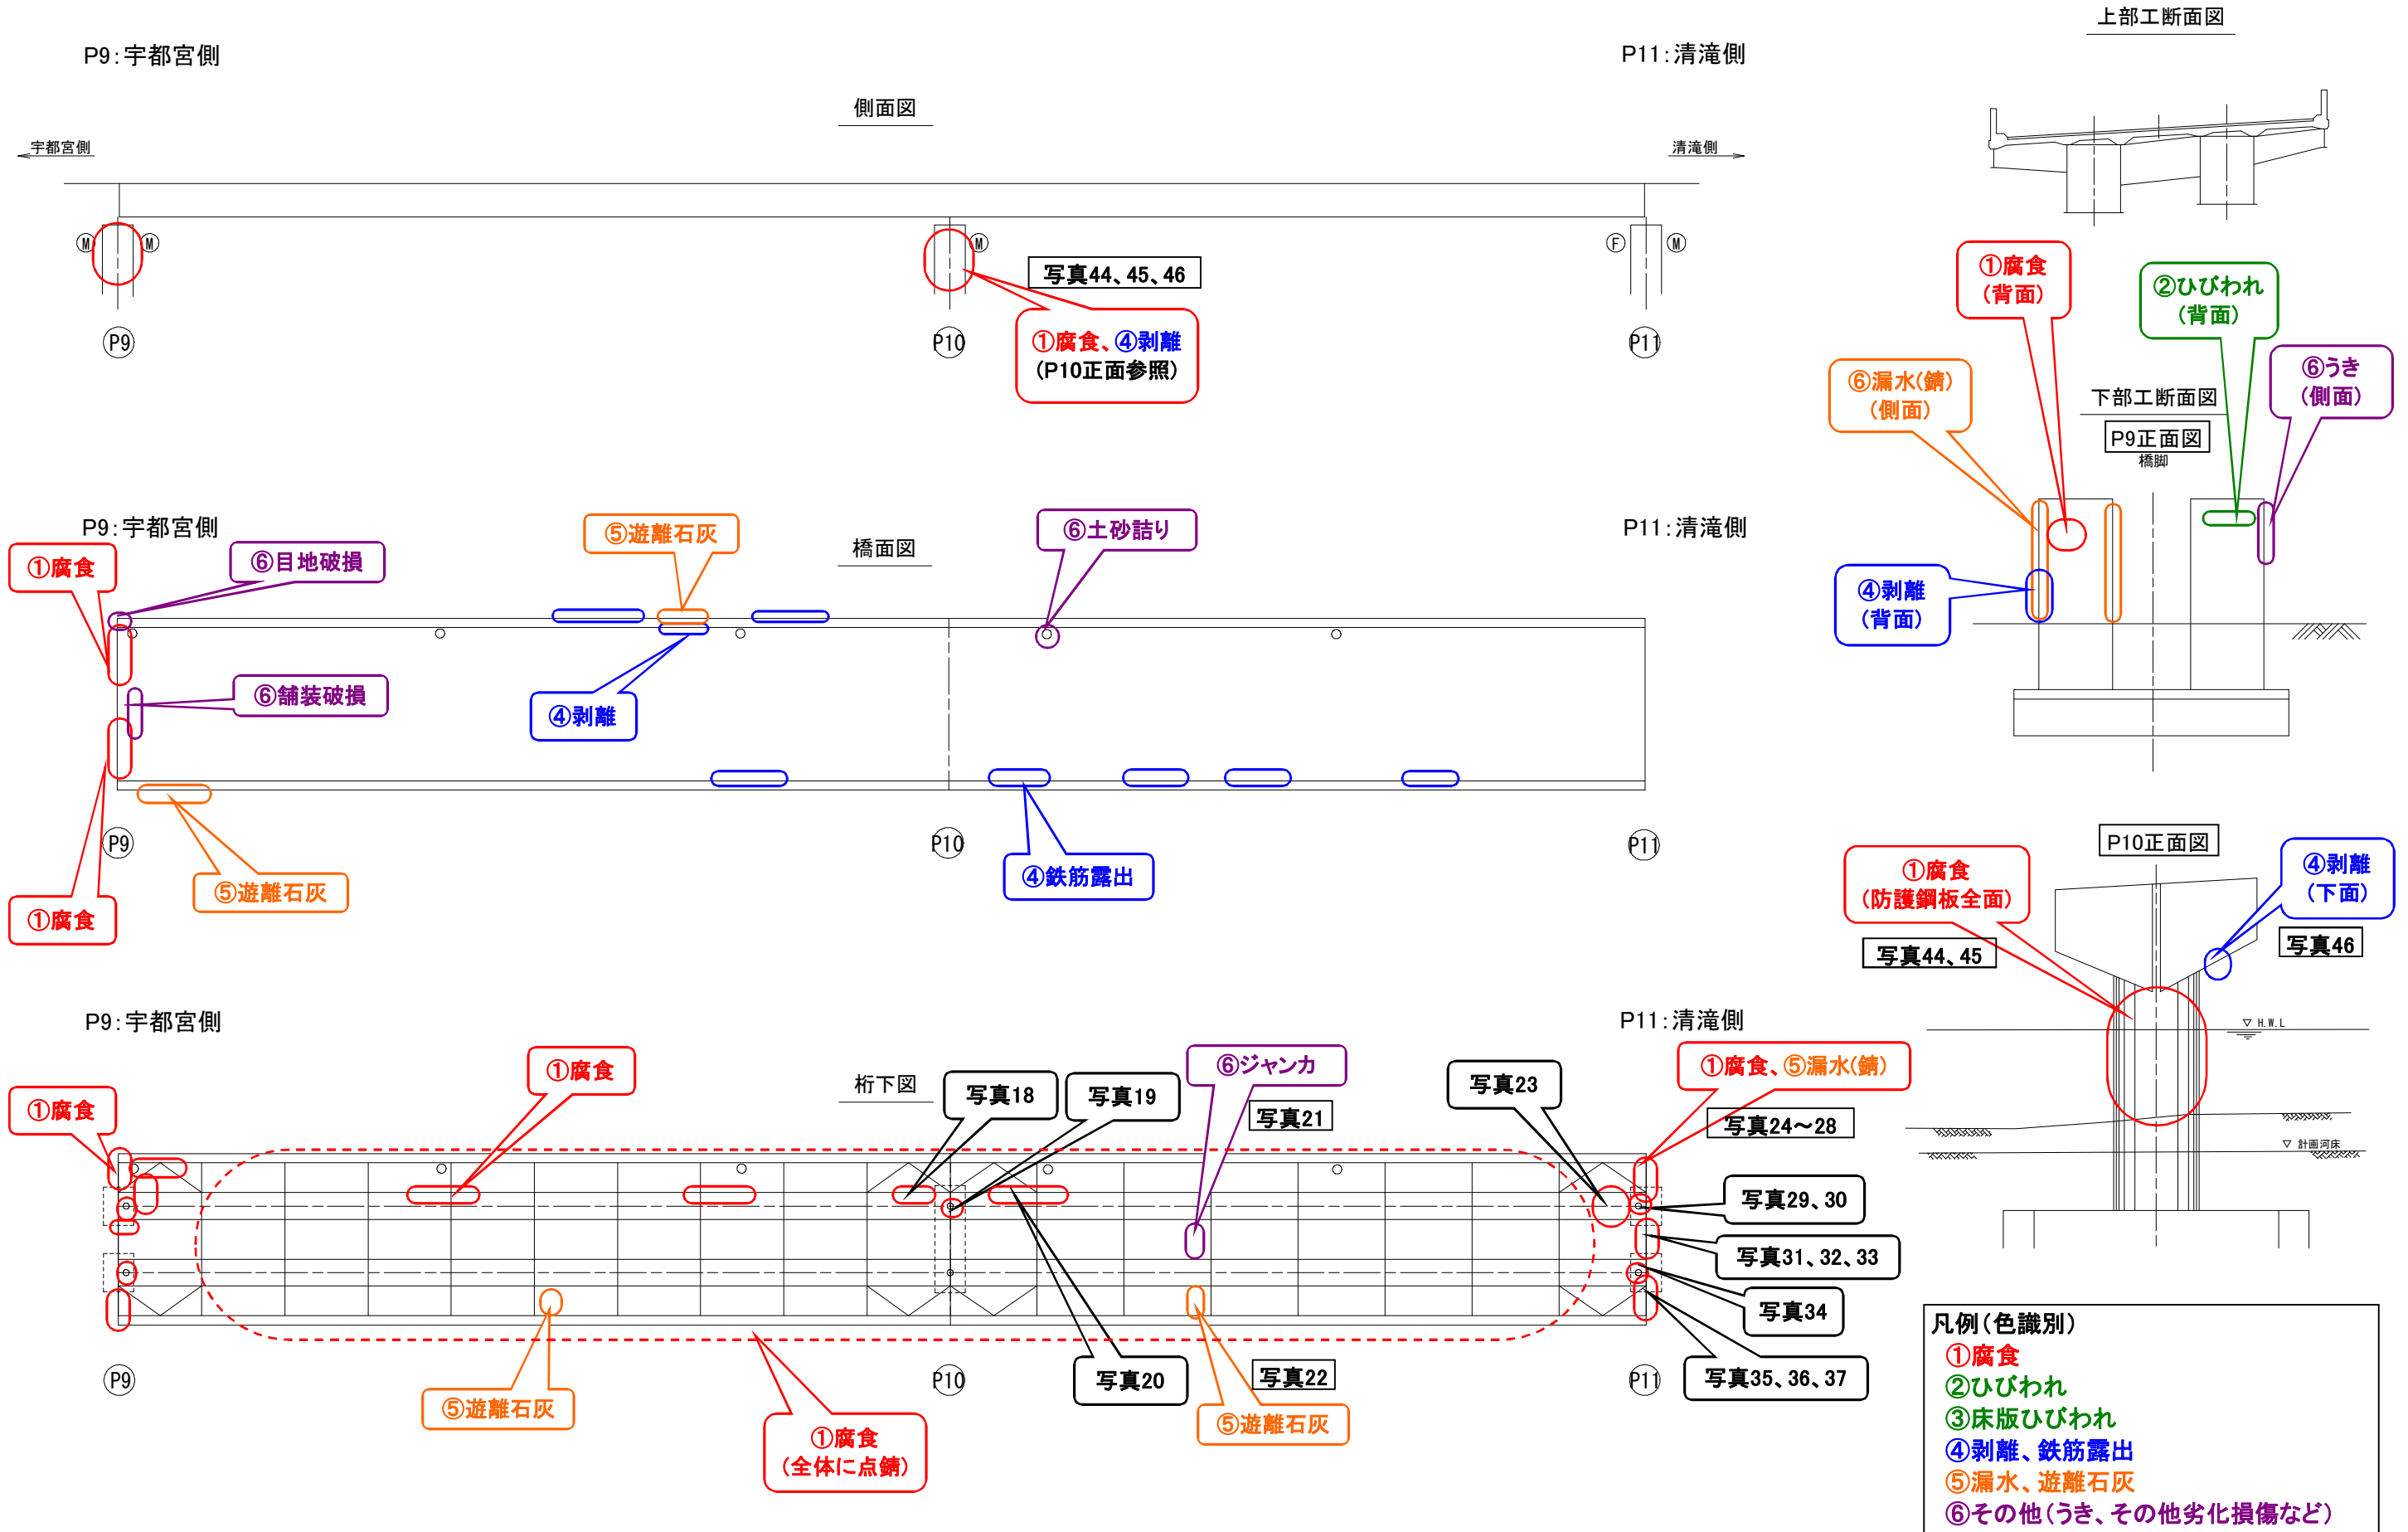 上部工断面図
P9:宇都宮側
P11:清滝側
側面図
宇都宮側
清滝側
M
M
M
F
M
写真44、45、46
P9
P10
P11
①腐食、④剥離
(P10正面参照)
①腐食
(背面)
②ひびわれ
(背面)
⑥漏水(錆)
(側面)
⑥うき
(側面)
下部工断面図
P9正面図
橋脚
④剥離
(背面)
P9:宇都宮側
P11:清滝側
橋面図
①腐食
⑥目地破損
⑤遊離石灰
⑥土砂詰り
⑥舗装破損
④剥離
P9
P10
P11
①腐食
⑤遊離石灰
④鉄筋露出
P10正面図
①腐食
(防護鋼板全面)
④剥離
(下面)
写真44、45
写真46
H.W.L
計画河床
P9:宇都宮側
P11:清滝側
桁下図
①腐食
①腐食
写真18
写真19
⑥ジャンカ
写真21
写真23
①腐食、⑤漏水(錆)
写真24～28
写真29、30
写真31、32、33
写真34
写真35、36、37
P9
P10
P11
⑤遊離石灰
①腐食
(全体に点錆)
写真20
写真22
⑤遊離石灰
凡例(色識別)
①腐食
②ひびわれ
③床版ひびわれ
④剥離、鉄筋露出
⑤漏水、遊離石灰
⑥その他(うき、その他劣化損傷など)